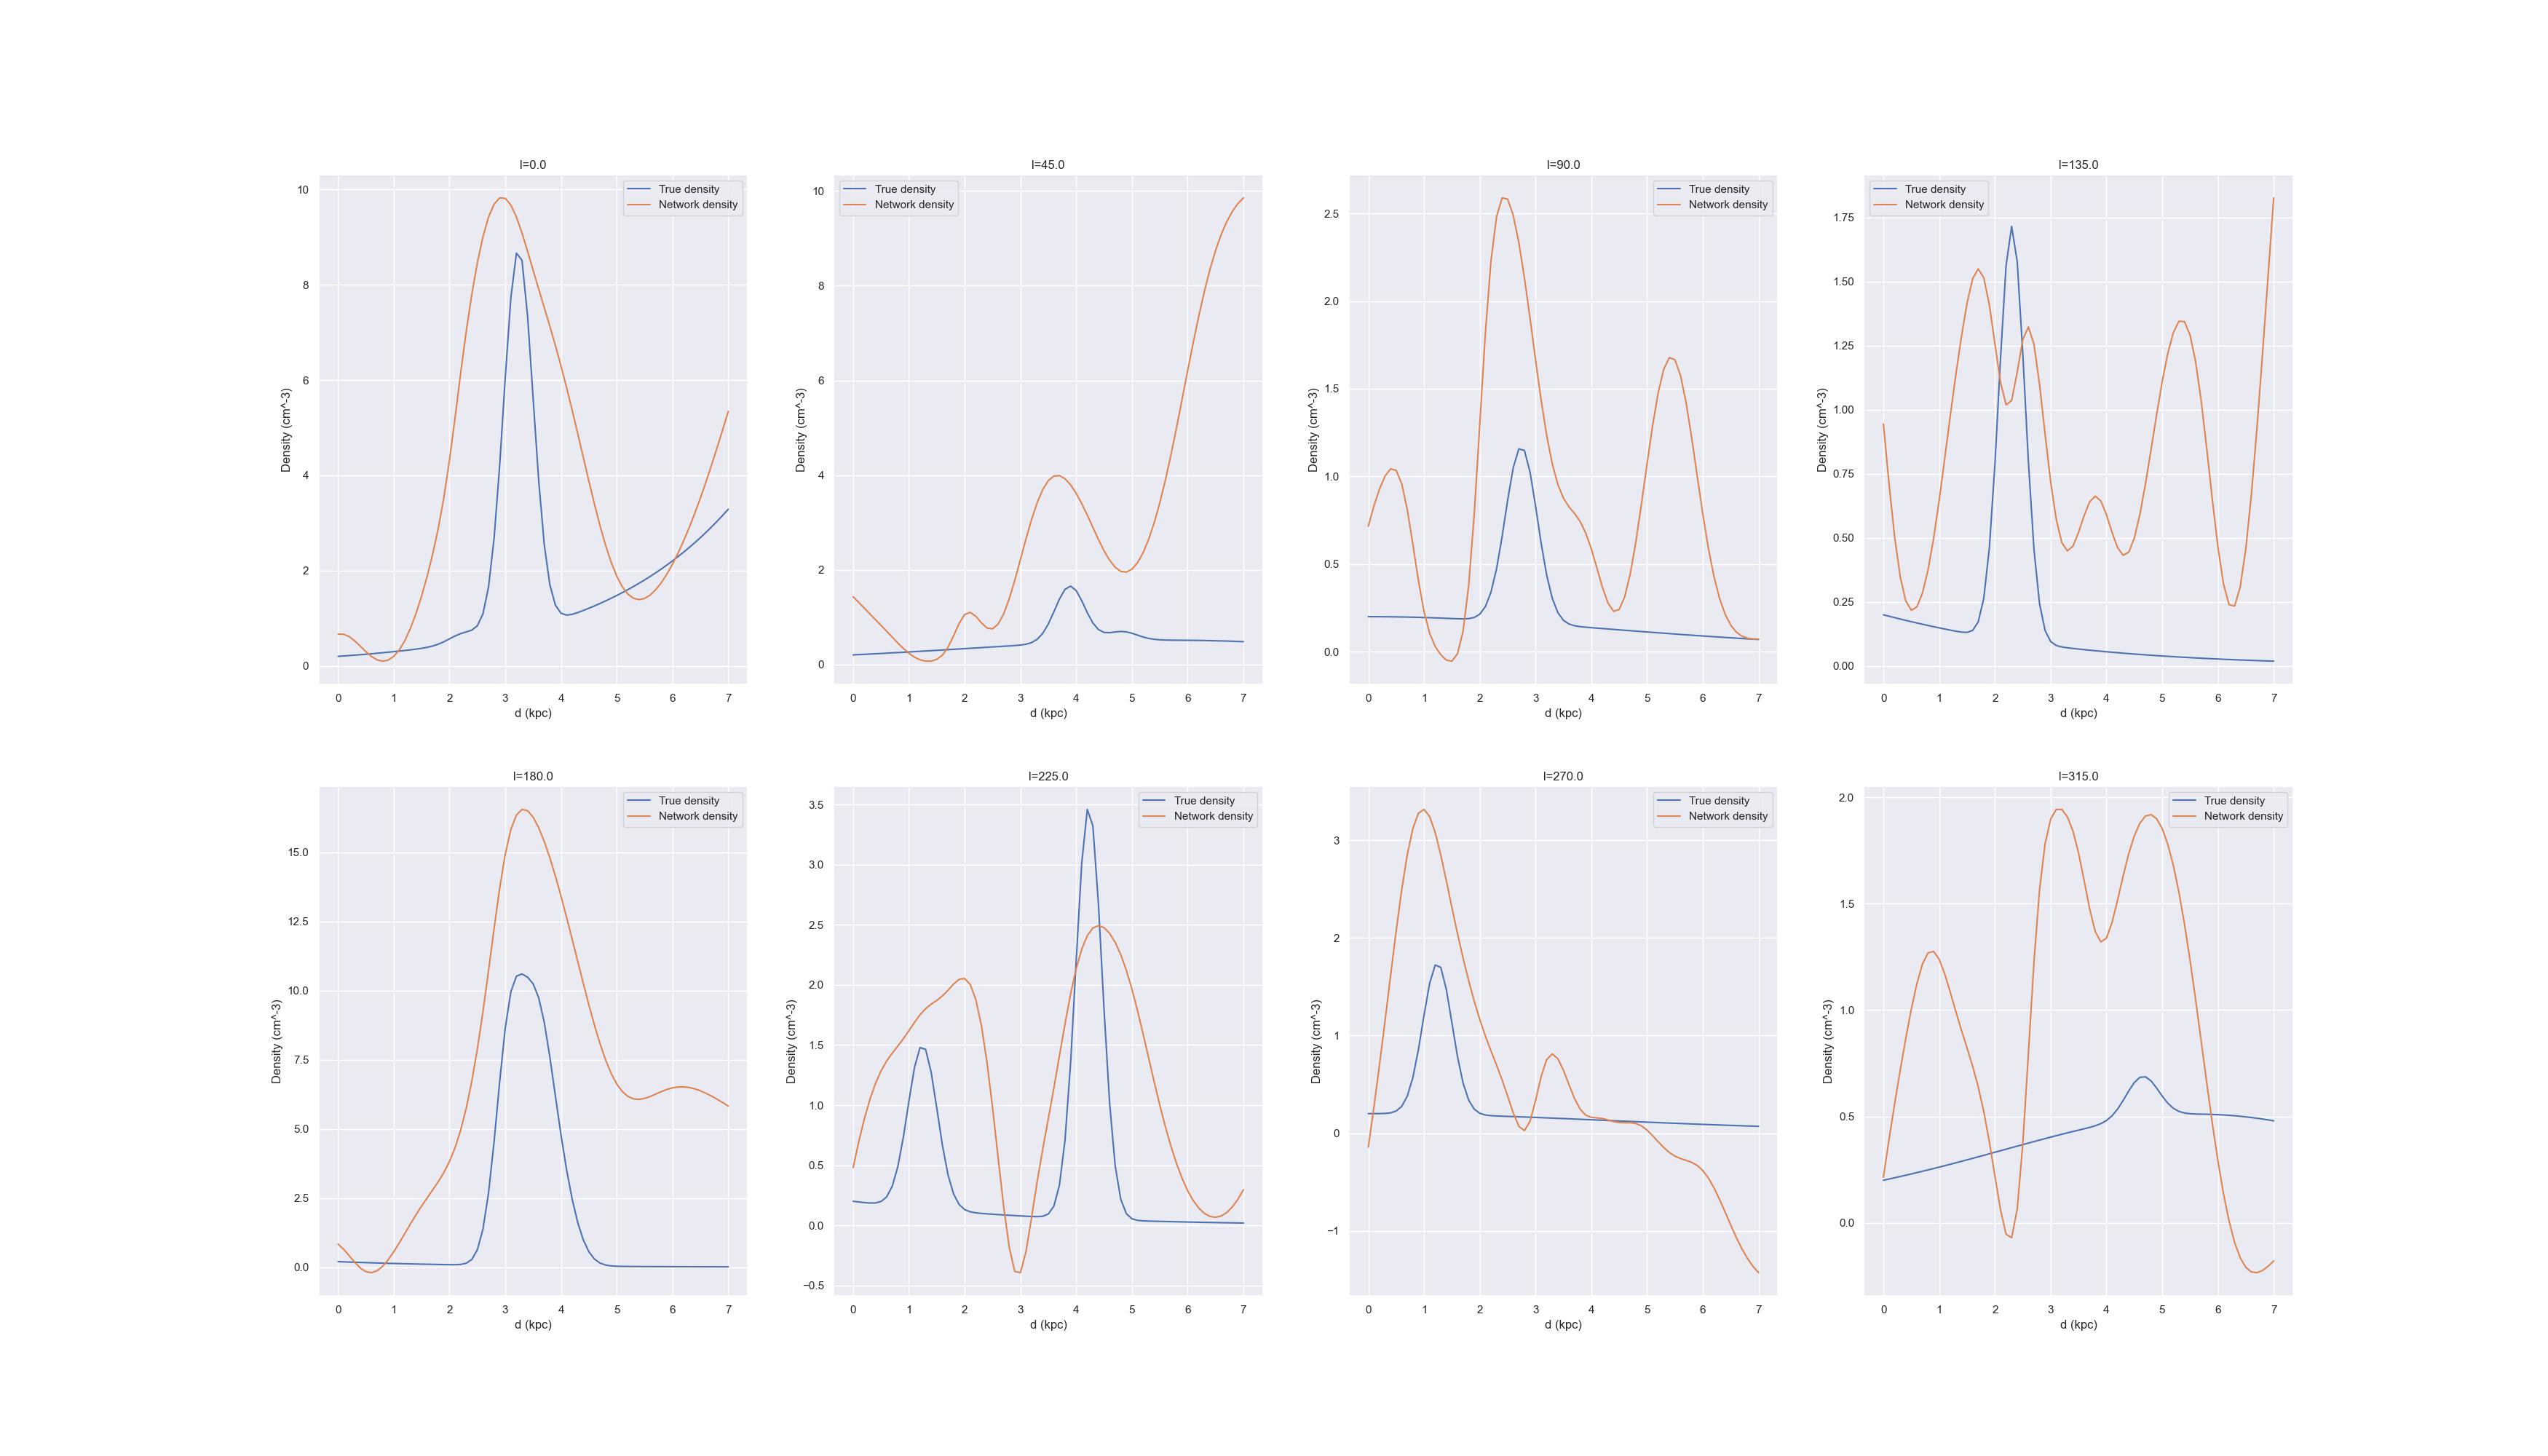 l=0.0
True density
Network density
10
8
6
4
2
0
Density (cm^-3)
0 1 2 3 4 5 6 7
d (kpc)
l=45.0
True density
Network density
10
8
6
4
2
0
Density (cm^-3)
0 1 2 3 4 5 6 7
d (kpc)
l=90.0
True density
Network density
2.5
2.0
1.5
1.0
0.5
0.0
Density (cm^-3)
0 1 2 3 4 5 6 7
d (kpc)
l=135.0
True density
Network density
1.75
1.50
1.25
1.00
0.75
0.50
0.25
0.00
Density (cm^-3)
0 1 2 3 4 5 6 7
d (kpc)
l=180.0
True density
Network density
15.0
12.5
10.0
7.5
5.0
2.5
0.0
Density (cm^-3)
0 1 2 3 4 5 6 7
d (kpc)
l=225.0
True density
Network density
3.5
3.0
2.5
2.0
1.5
1.0
0.5
0.0
−0.5
Density (cm^-3)
0 1 2 3 4 5 6 7
d (kpc)
l=270.0
True density
Network density
3
2
1
0
−1
Density (cm^-3)
0 1 2 3 4 5 6 7
d (kpc)
l=315.0
True density
Network density
2.0
1.5
1.0
0.5
0.0
Density (cm^-3)
0 1 2 3 4 5 6 7
d (kpc)